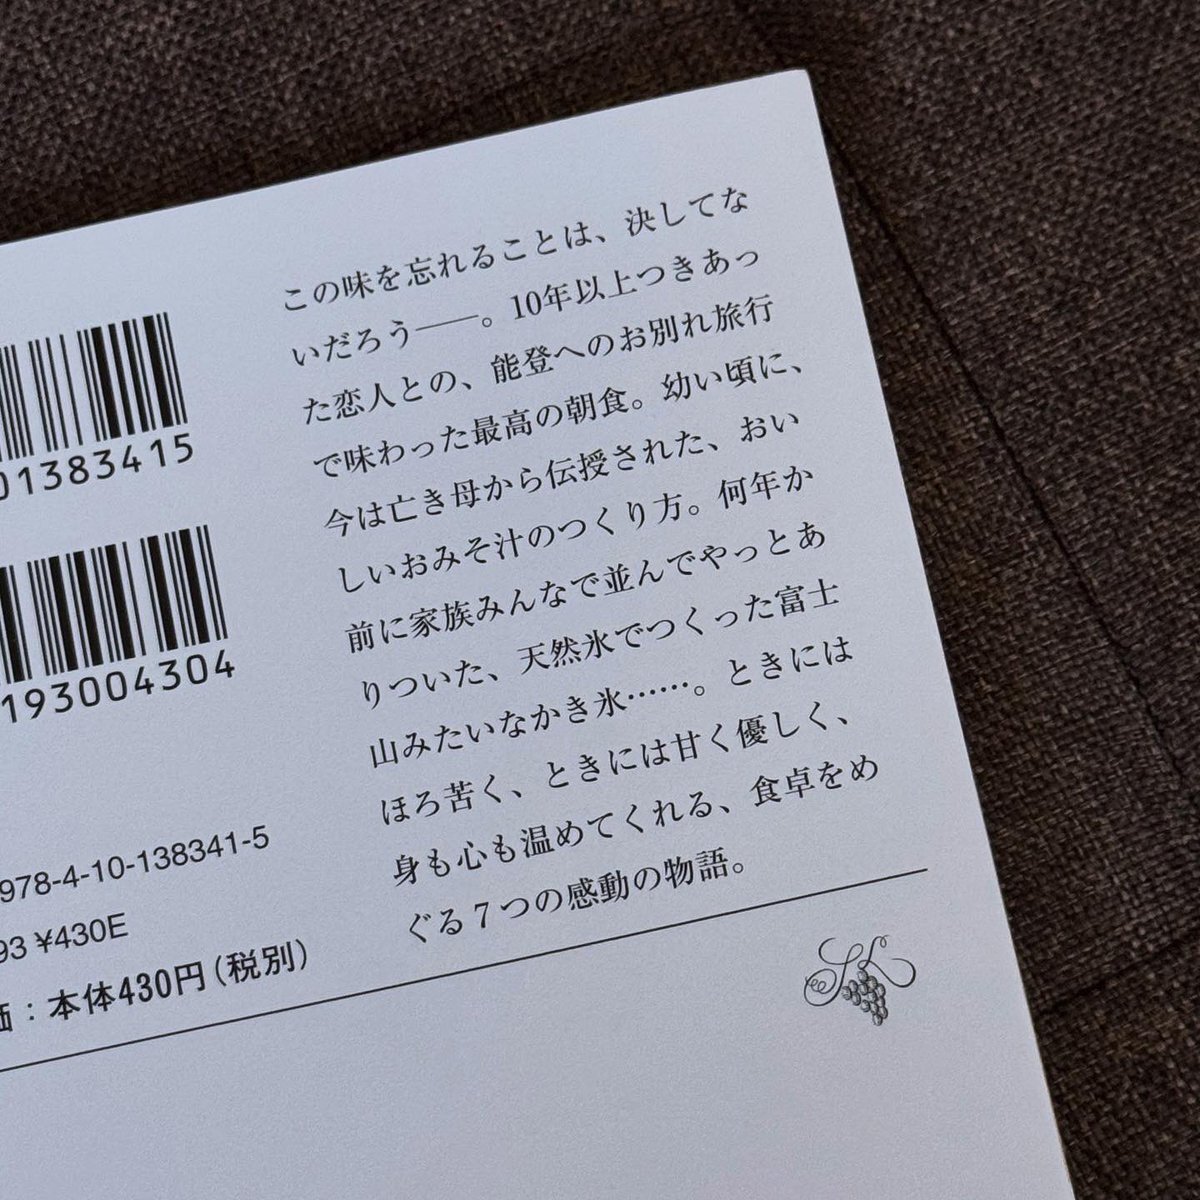 01383415
193004304
978-4-10-138341-5
93 ¥430E
価：本体430円(税別)
この味を忘れることは、決してな
いだろう――。10年以上つきあっ
た恋人との、能登へのお別れ旅行
で味わった最高の朝食。幼い頃に、
今は亡き母から伝授された、おい
しいおみそ汁のつくり方。何年か
前に家族みんなで並んでやっとあ
りついた、天然氷でつくった富士
山みたいなかき氷……。ときには
ほろ苦く、ときには甘く優しく、
身も心も温めてくれる、食卓をめ
ぐる7つの感動の物語。